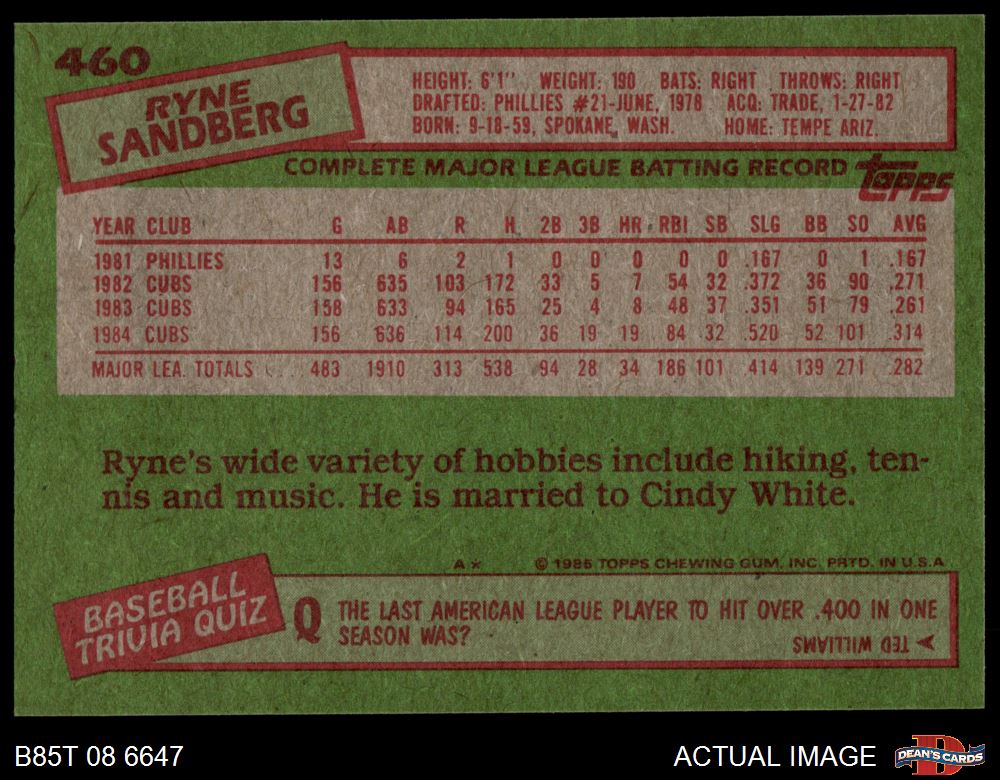 460
RYNE
SANDBERG
HEIGHT: 6'1'' WEIGHT: 190 BATS: RIGHT THROWS: RIGHT
DRAFTED: PHILLIES #21-JUNE, 1978 ACQ: TRADE, 1-27-82
BORN: 9-18-59, SPOKANE, WASH. HOME: TEMPE ARIZ.
COMPLETE MAJOR LEAGUE BATTING RECORD
Topps
YEAR CLUB G AB R H 2B 3B HR RBI SB SLG BB SO AVG
1981 PHILLIES 13 6 2 1 0 0 0 0 0 .167 0 1 .167
1982 CUBS 156 635 103 172 33 5 7 54 32 .372 36 90 .271
1983 CUBS 158 633 94 165 25 4 8 48 37 .351 51 79 .261
1984 CUBS 156 636 114 200 36 19 19 84 32 .520 52 101 .314
MAJOR LEA. TOTALS 483 1910 313 538 94 28 34 186 101 .414 139 271 .282
Ryne's wide variety of hobbies include hiking, ten-
nis and music. He is married to Cindy White.
A* © 1985 TOPPS CHEWING GUM, INC. PRTD. IN U.S.A.
BASEBALL
TRIVIA QUIZ
Q THE LAST AMERICAN LEAGUE PLAYER TO HIT OVER .400 IN ONE
SEASON WAS?
TED WILLIAMS
B85T 08 6647
ACTUAL IMAGE
D
DEAN'S CARDS